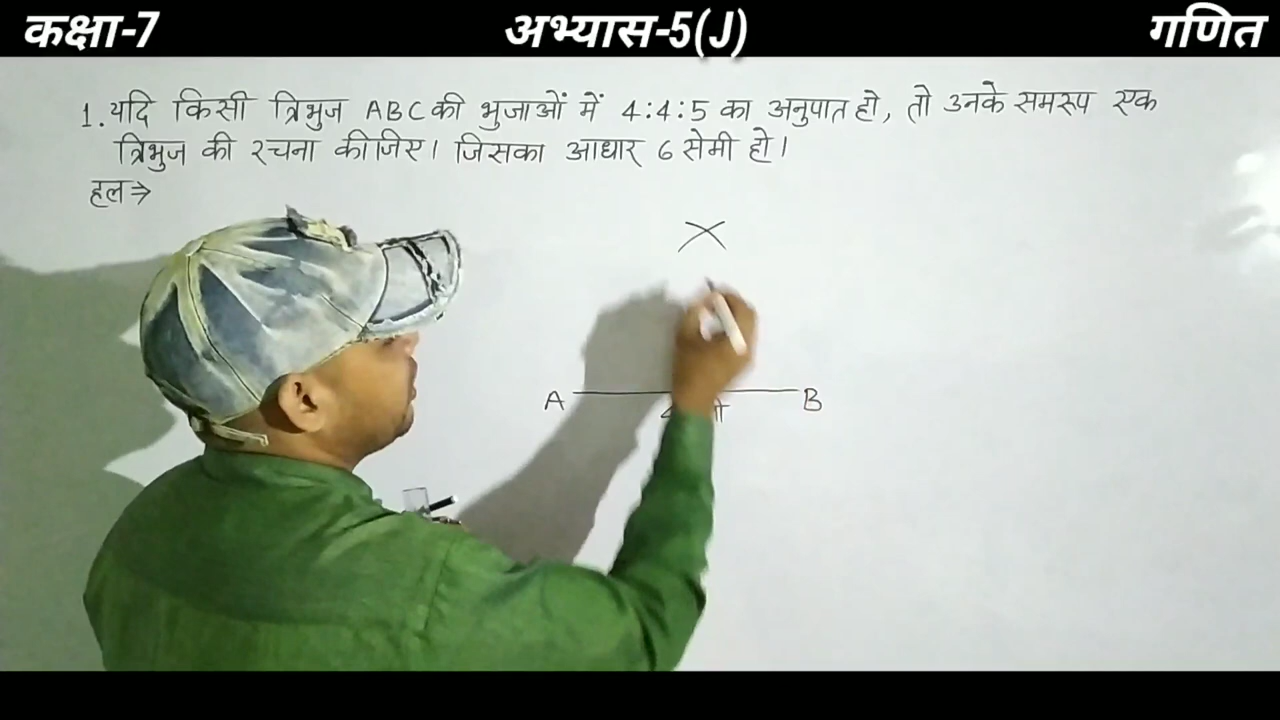 कक्षा-7 अभ्यास-5(J) गणित
1. यदि किसी त्रिभुज ABC की भुजाओं में 4:4:5 का अनुपात हो, तो उनके समरूप एक
त्रिभुज की रचना कीजिए। जिसका आधार 6 सेमी हो।
हल⇒
A B